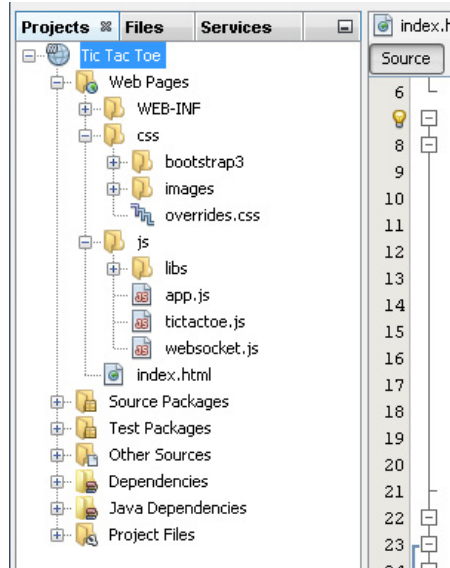 Projects Files Services
index.h
Tic Tac Toe
Source
Web Pages
6
WEB-INF
css
8
bootstrap3
9
images
10
overrides.css
11
js
12
libs
13
app.js
14
tictactoe.js
15
websocket.js
16
index.html
17
Source Packages
18
Test Packages
19
Other Sources
20
Dependencies
21
Java Dependencies
22
Project Files
23
24